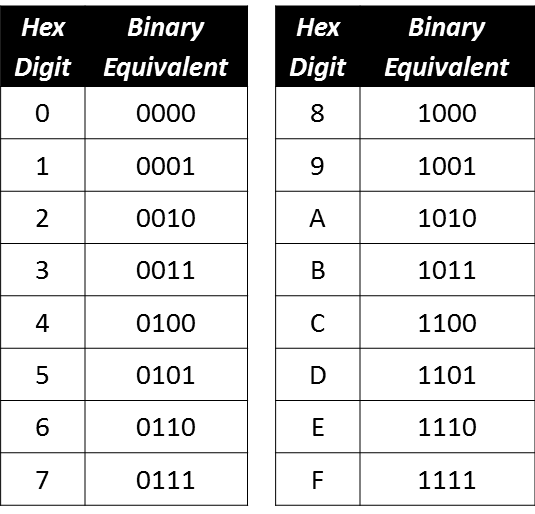 Hex Digit Binary Equivalent
0 0000
1 0001
2 0010
3 0011
4 0100
5 0101
6 0110
7 0111
Hex Digit Binary Equivalent
8 1000
9 1001
A 1010
B 1011
C 1100
D 1101
E 1110
F 1111